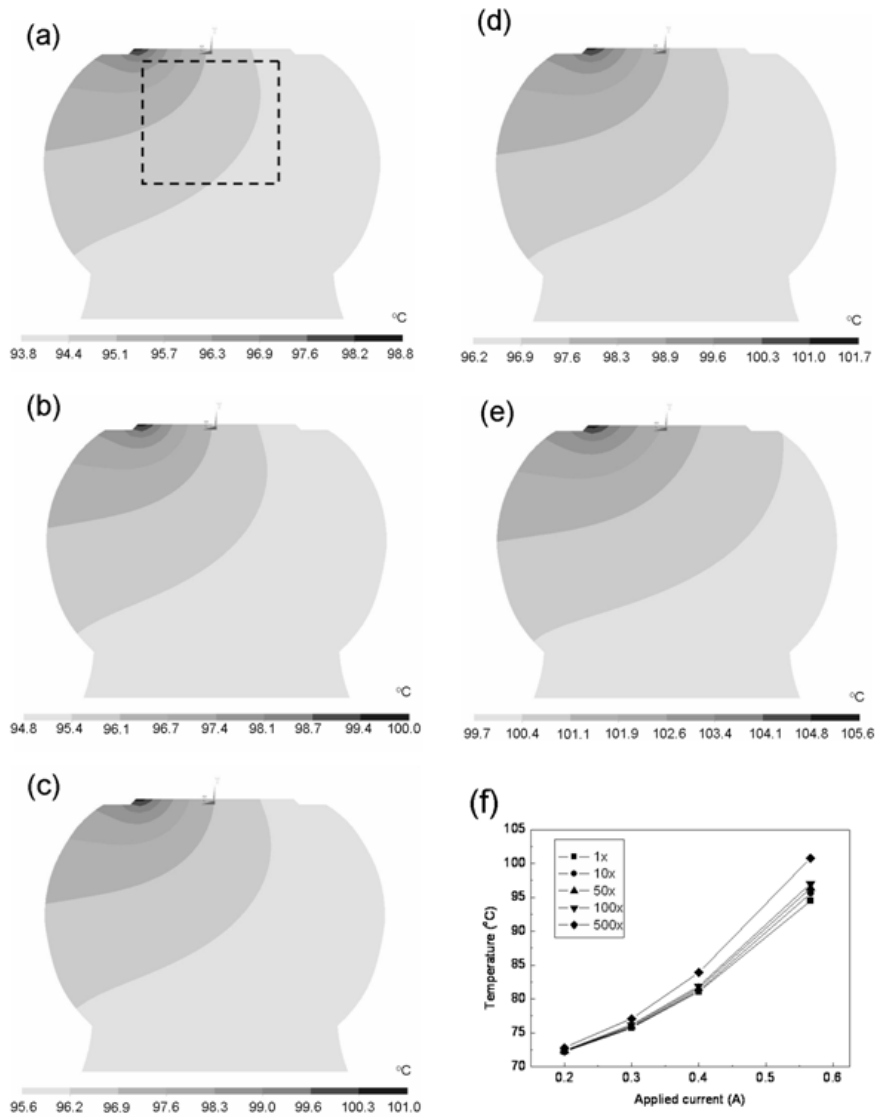 (a)
°C
93.8 94.4 95.1 95.7 96.3 96.9 97.6 98.2 98.8
(b)
°C
94.8 95.4 96.1 96.7 97.4 98.1 98.7 99.4 100.0
(c)
95.6 96.2 96.9 97.6 98.3 99.0 99.6 100.3 101.0
(d)
°C
96.2 96.9 97.6 98.3 98.9 99.6 100.3 101.0 101.7
(e)
°C
99.7 100.4 101.1 101.9 102.6 103.4 104.1 104.8 105.6
(f)
105
100
95
90
85
80
75
70
Temperature (°C)
1x
10x
50x
100x
500x
0.2 0.3 0.4 0.5 0.6
Applied current (A)